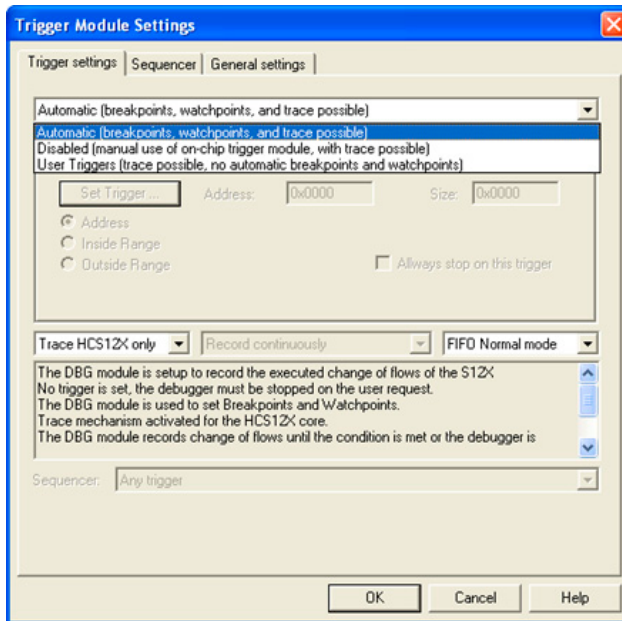 Trigger Module Settings
Trigger settings Sequencer General settings
Automatic (breakpoints, watchpoints, and trace possible)
Automatic (breakpoints, watchpoints, and trace possible)
Disabled (manual use of on-chip trigger module, with trace possible)
User Triggers (trace possible, no automatic breakpoints and watchpoints)
Set Trigger ... Address: 0x0000 Size: 0x0000
Address
Inside Range
Outside Range Allways stop on this trigger
Trace HCS12X only Record continuously FIFO Normal mode
The DBG module is setup to record the executed change of flows of the S12X
No trigger is set, the debugger must be stopped on the user request.
The DBG module is used to set Breakpoints and Watchpoints.
Trace mechanism activated for the HCS12X core.
The DBG module records change of flows until the condition is met or the debugger is
Sequencer: Any trigger
OK Cancel Help